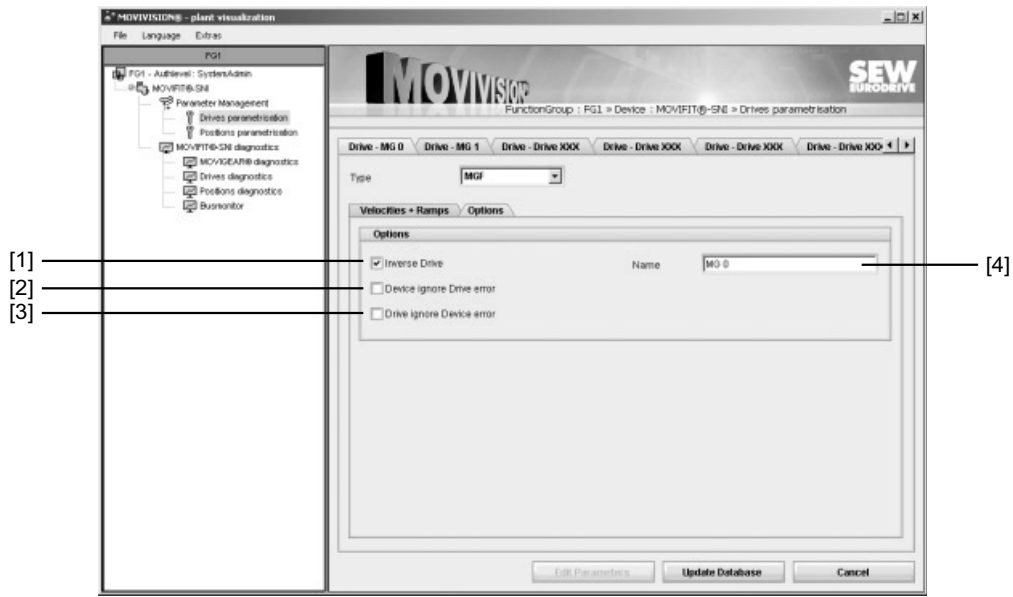 MOVIVISION® - plant visualization
File Language Extras
FG1
FG1 - Authlevel: SystemAdmin
MOVIFIT®-SNI
Parameter Management
Drives parametrisation
Positions parametrisation
MOVIFIT®-SNI diagnostics
MOVIGEAR® diagnostics
Drives diagnostics
Positions diagnostics
Busmonitor
MOVIVISION®
SEW
EURODRIVE
FunctionGroup : FG1 » Device : MOVIFIT®-SNI » Drives parametrisation
Drive - MG 0 Drive - MG 1 Drive - Drive XXX Drive - Drive XXX Drive - Drive XXX Drive - Drive XXX
Type MGF
Velocities + Ramps Options
Options
[1] Inverse Drive Name MG 0 [4]
[2] Device ignore Drive error
[3] Drive ignore Device error
Edit Parameters Update Database Cancel